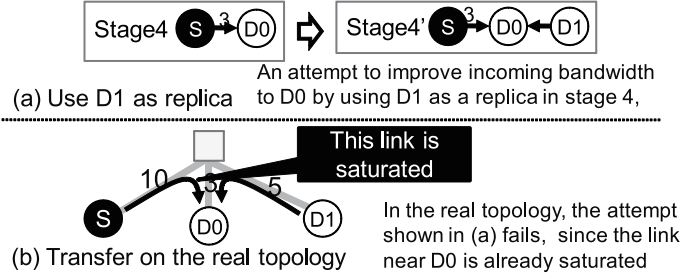 Stage4 S 3 D0
Stage4' S 3 D0 D1
(a) Use D1 as replica
An attempt to improve incoming bandwidth
to D0 by using D1 as a replica in stage 4,
This link is
saturated
10 3 5
S D0 D1
(b) Transfer on the real topology
In the real topology, the attempt
shown in (a) fails, since the link
near D0 is already saturated